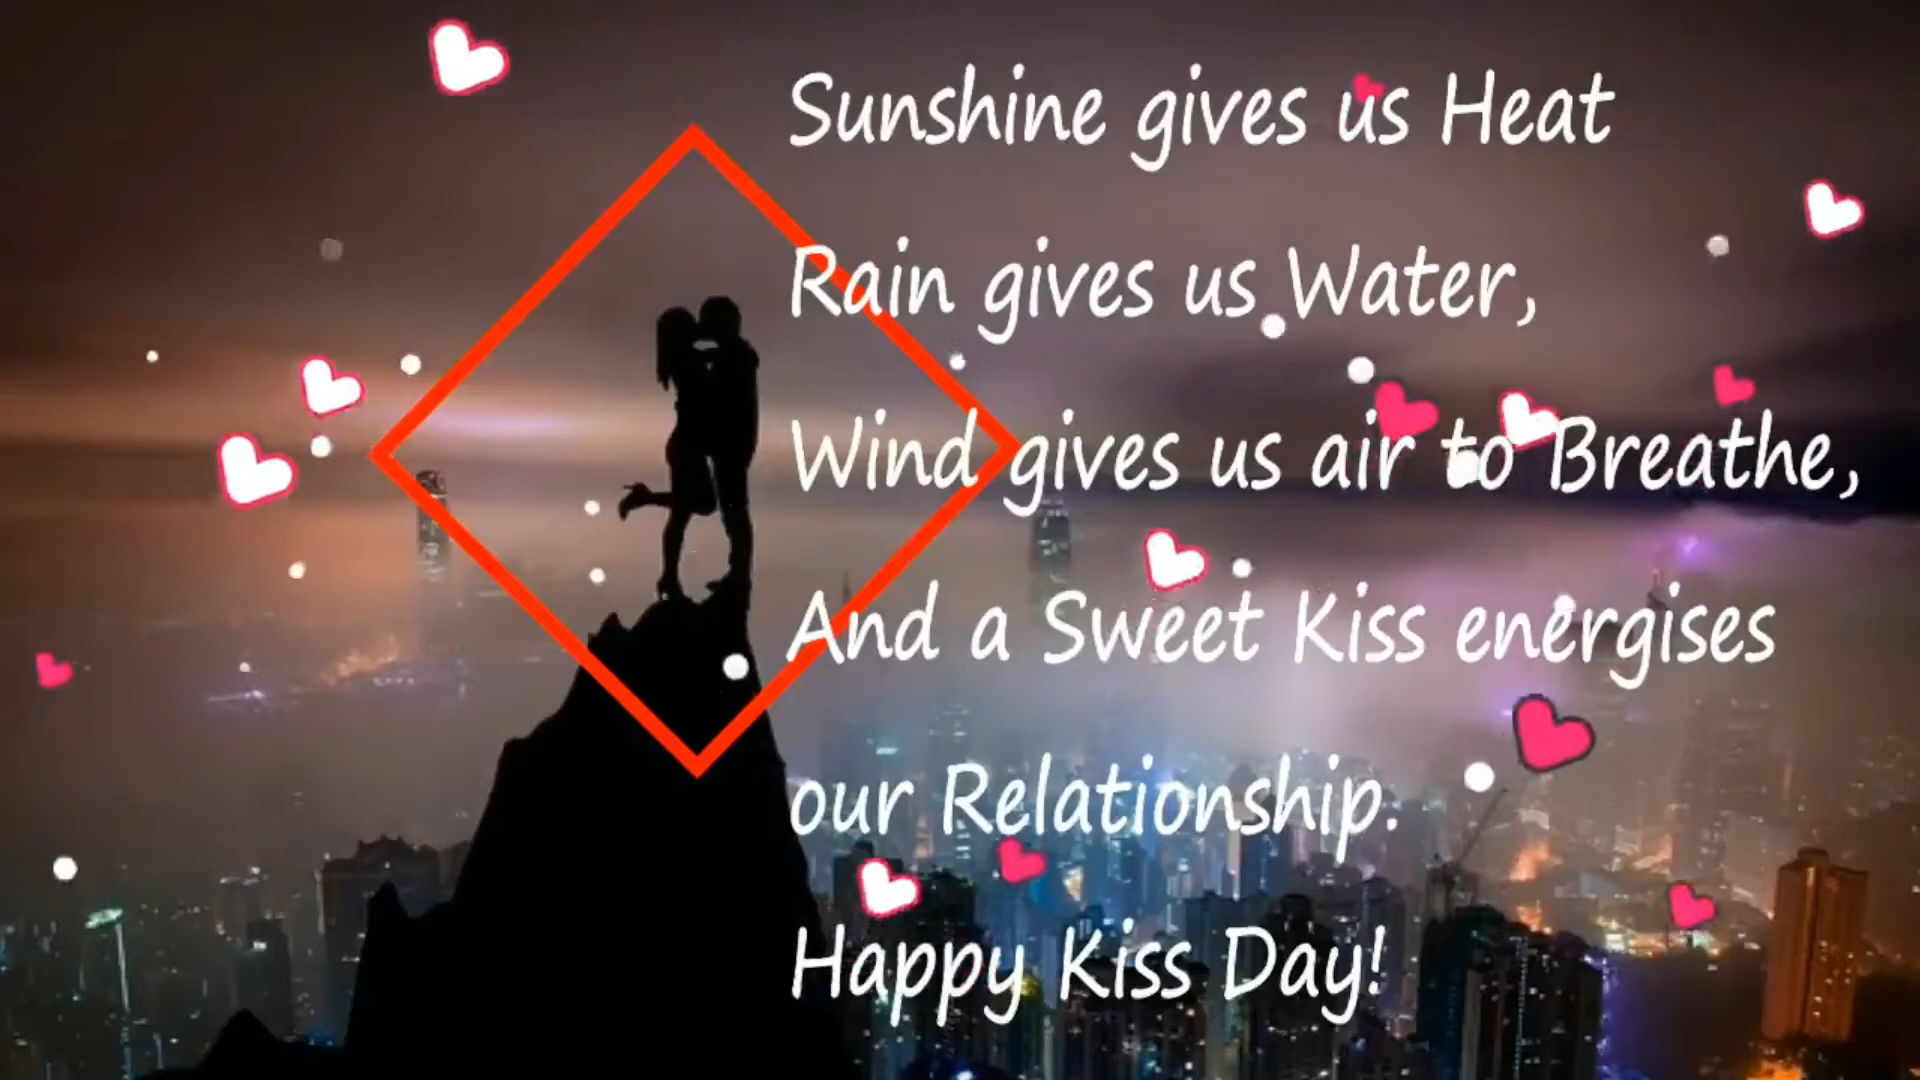 Sunshine gives us Heat
Rain gives us Water,
Wind gives us air to Breathe,
And a Sweet Kiss energises
our Relationship.
Happy Kiss Day!